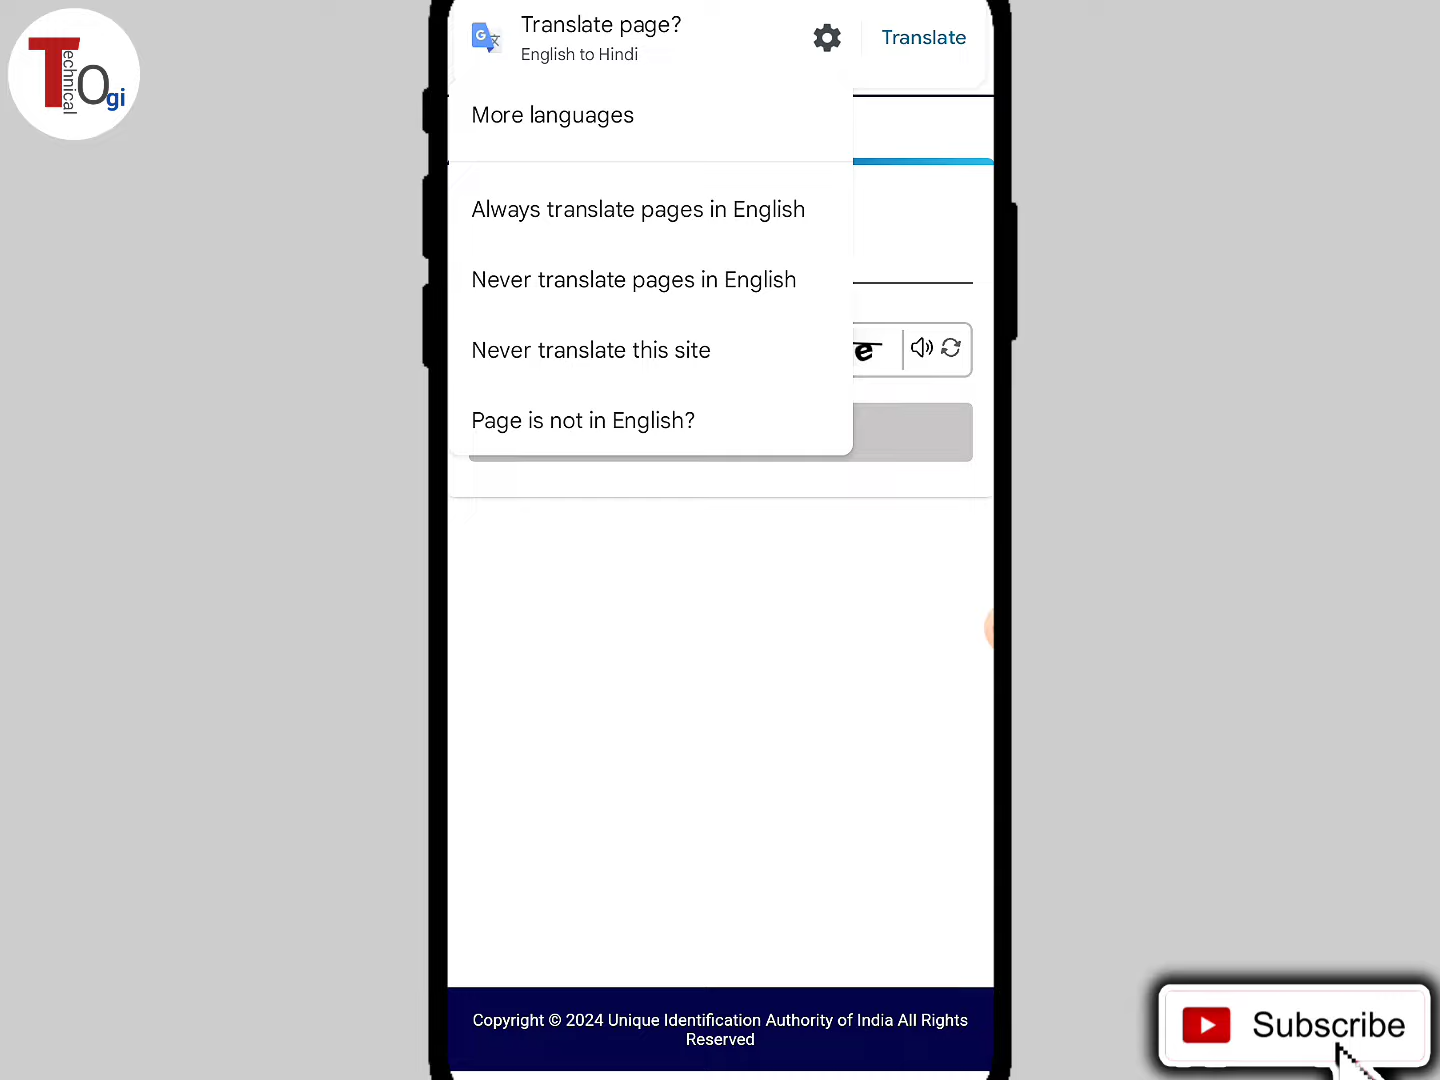 Technical Ogi
Translate page?
English to Hindi
Translate
More languages
Always translate pages in English
Never translate pages in English
Never translate this site
Page is not in English?
e
Copyright © 2024 Unique Identification Authority of India All Rights
Reserved
Subscribe